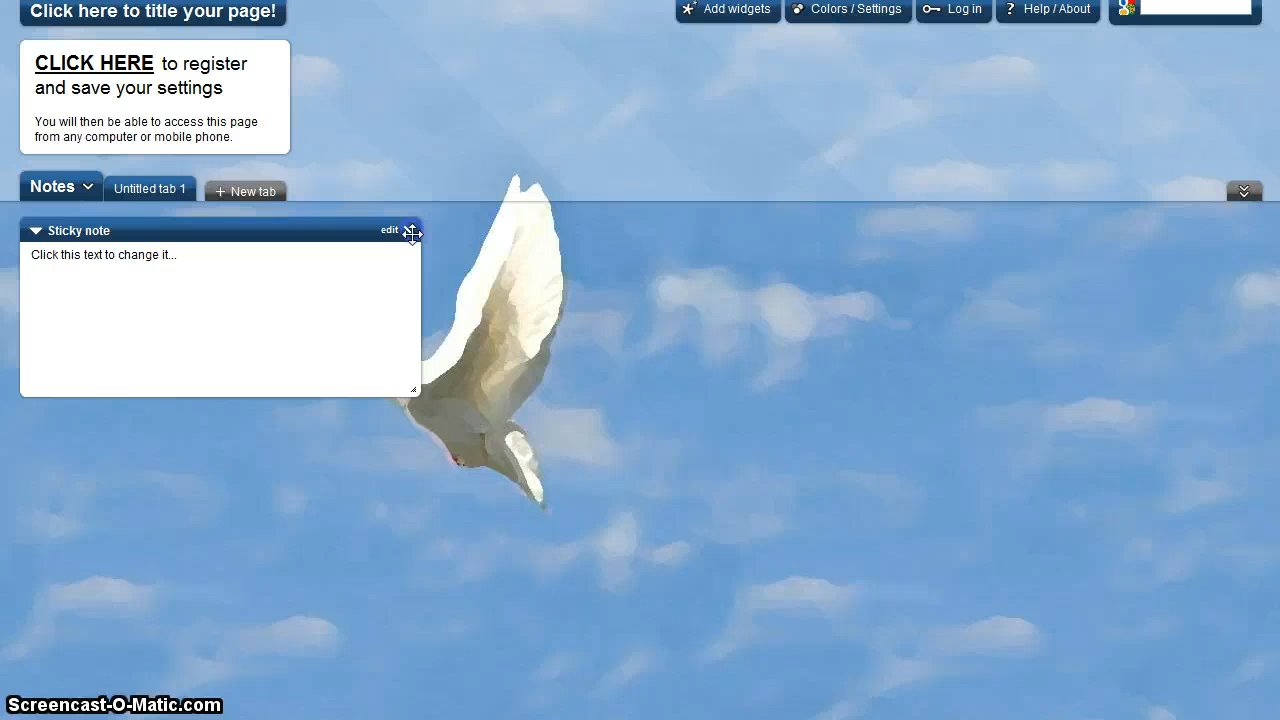 Click here to title your page!
Add widgets
Colors / Settings
Log in
? Help / About
CLICK HERE to register
and save your settings
You will then be able to access this page
from any computer or mobile phone.
Notes
Untitled tab 1
+ New tab
Sticky note
edit
Click this text to change it...
Screencast-O-Matic.com